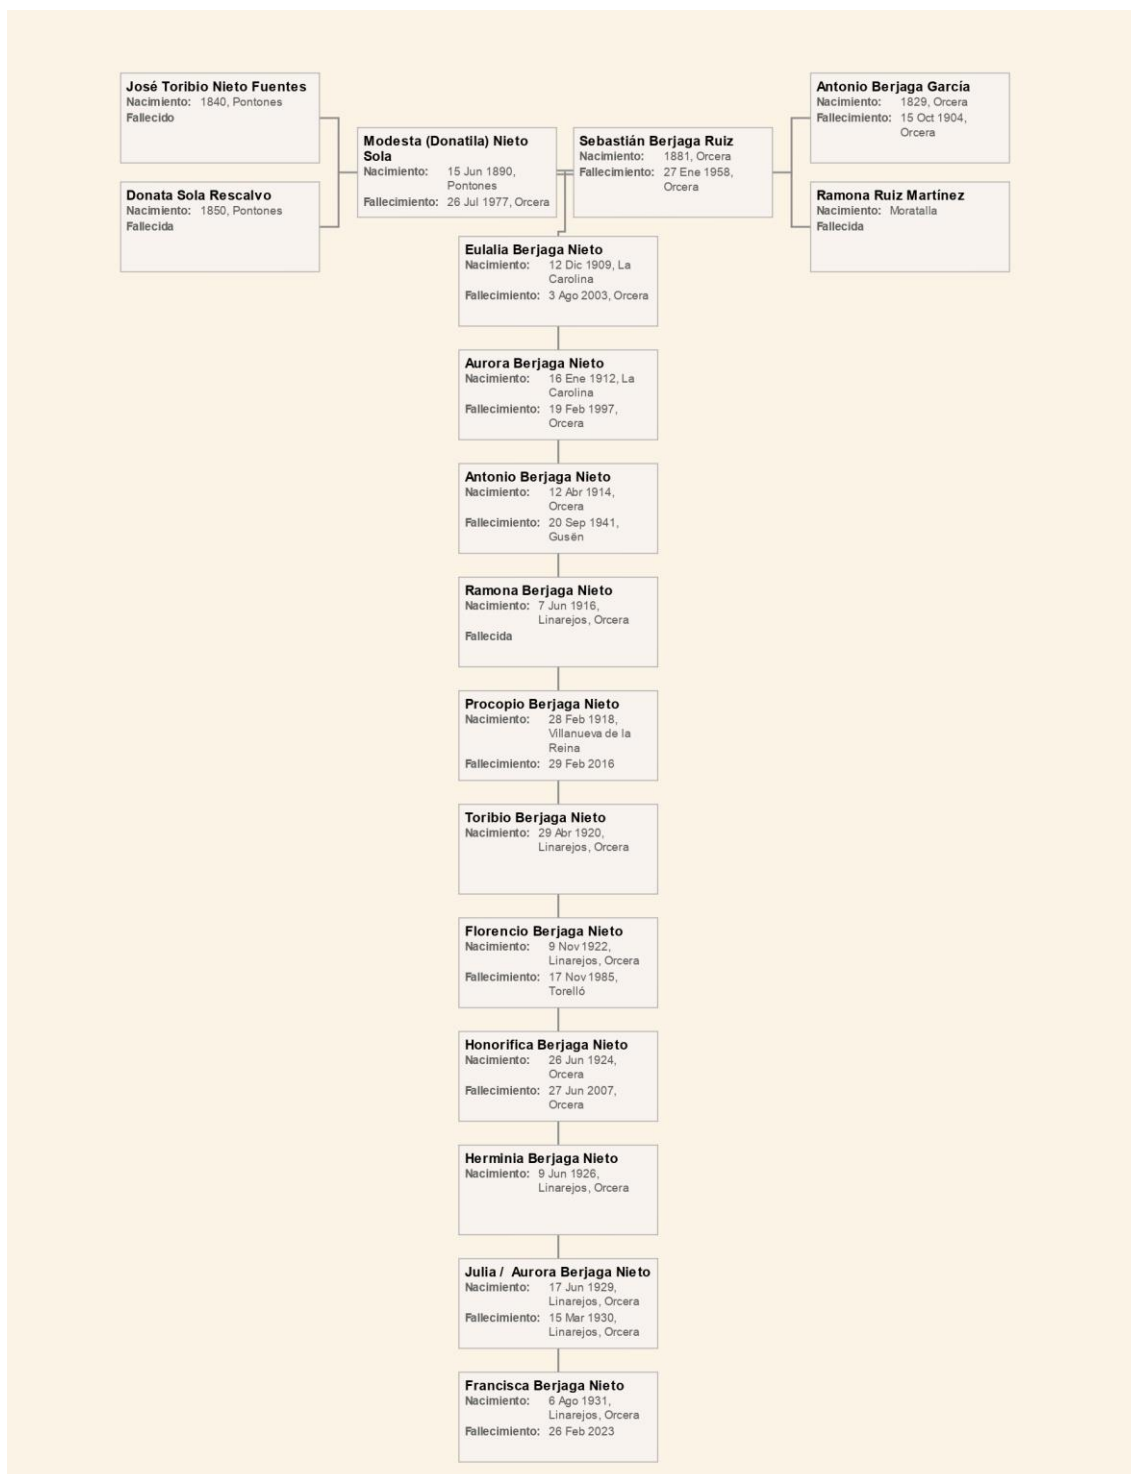 José Toribio Nieto Fuentes
Nacimiento: 1840, Pontones
Fallecido
Donata Sola Rescalvo
Nacimiento: 1850, Pontones
Fallecida
Modesta (Donatila) Nieto
Sola
Nacimiento: 15 Jun 1890,
Pontones
Fallecimiento: 26 Jul 1977, Orcera
Sebastián Berjaga Ruiz
Nacimiento: 1881, Orcera
Fallecimiento: 27 Ene 1958,
Orcera
Antonio Berjaga García
Nacimiento: 1829, Orcera
Fallecimiento: 15 Oct 1904,
Orcera
Ramona Ruiz Martínez
Nacimiento: Moratalla
Fallecida
Eulalia Berjaga Nieto
Nacimiento: 12 Dic 1909, La
Carolina
Fallecimiento: 3 Ago 2003, Orcera
Aurora Berjaga Nieto
Nacimiento: 16 Ene 1912, La
Carolina
Fallecimiento: 19 Feb 1997,
Orcera
Antonio Berjaga Nieto
Nacimiento: 12 Abr 1914,
Orcera
Fallecimiento: 20 Sep 1941,
Gusën
Ramona Berjaga Nieto
Nacimiento: 7 Jun 1916,
Linarejos, Orcera
Fallecida
Procopio Berjaga Nieto
Nacimiento: 28 Feb 1918,
Villanueva de la
Reina
Fallecimiento: 29 Feb 2016
Toribio Berjaga Nieto
Nacimiento: 29 Abr 1920,
Linarejos, Orcera
Florencio Berjaga Nieto
Nacimiento: 9 Nov 1922,
Linarejos, Orcera
Fallecimiento: 17 Nov 1985,
Torelló
Honorifica Berjaga Nieto
Nacimiento: 26 Jun 1924,
Orcera
Fallecimiento: 27 Jun 2007,
Orcera
Herminia Berjaga Nieto
Nacimiento: 9 Jun 1926,
Linarejos, Orcera
Julia / Aurora Berjaga Nieto
Nacimiento: 17 Jun 1929,
Linarejos, Orcera
Fallecimiento: 15 Mar 1930,
Linarejos, Orcera
Francisca Berjaga Nieto
Nacimiento: 6 Ago 1931,
Linarejos, Orcera
Fallecimiento: 26 Feb 2023